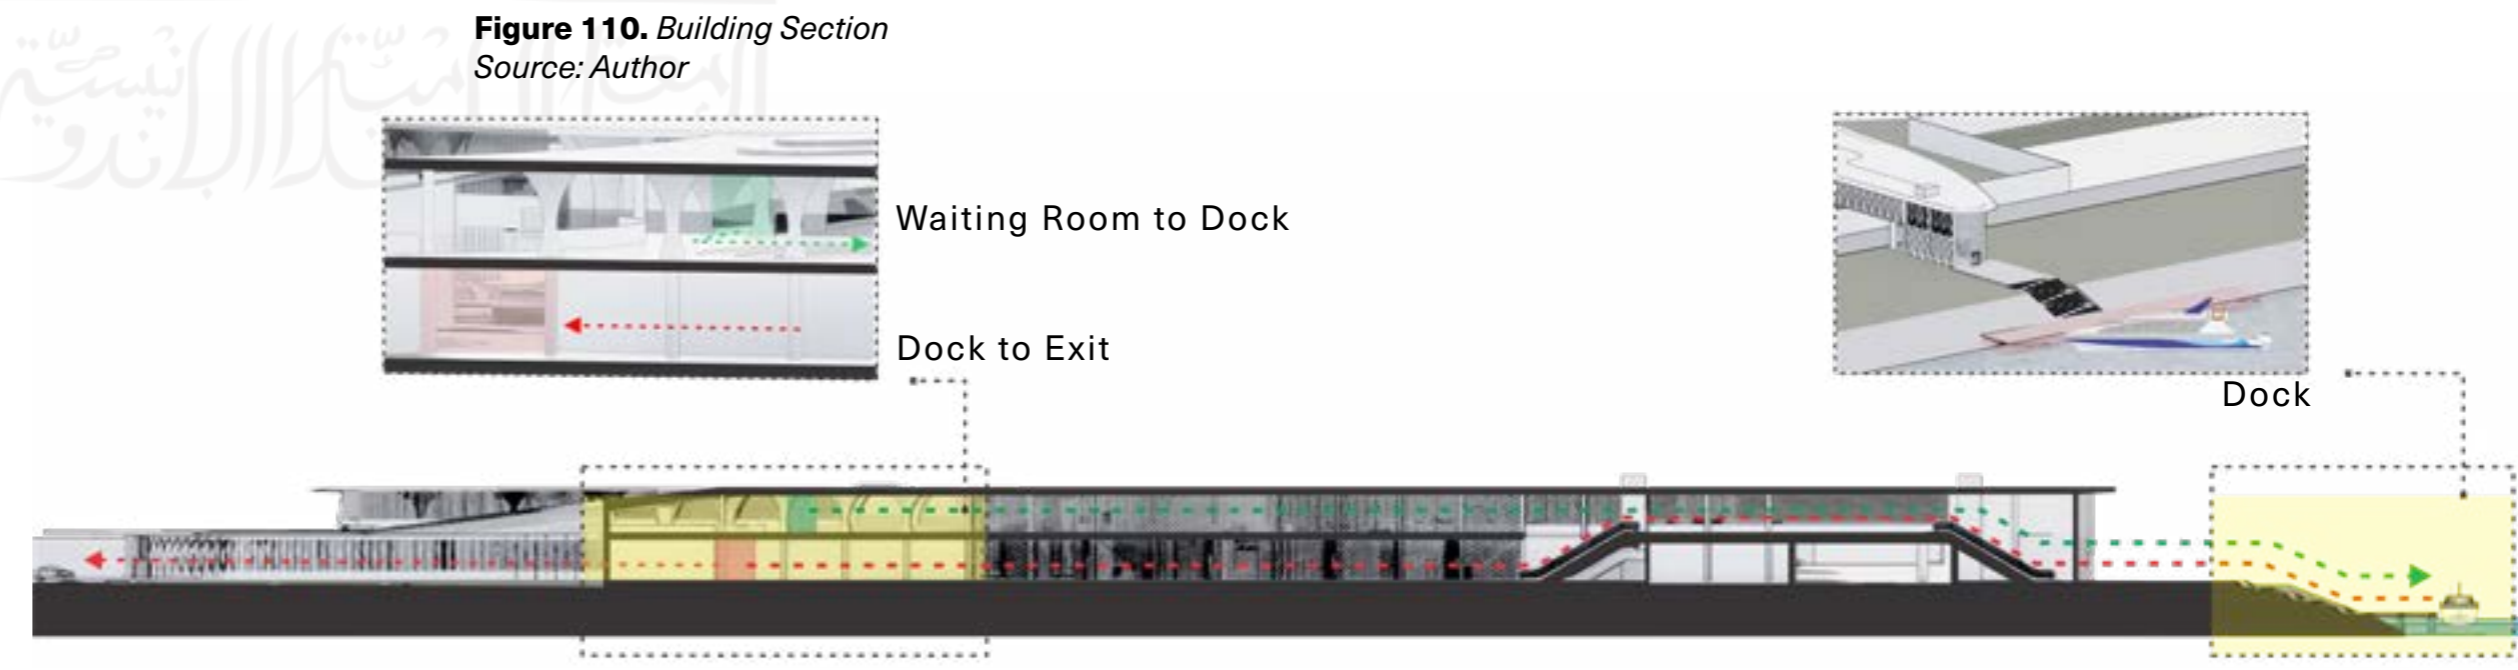 Figure 110. Building Section
Source: Author
Waiting Room to Dock
Dock to Exit
Dock